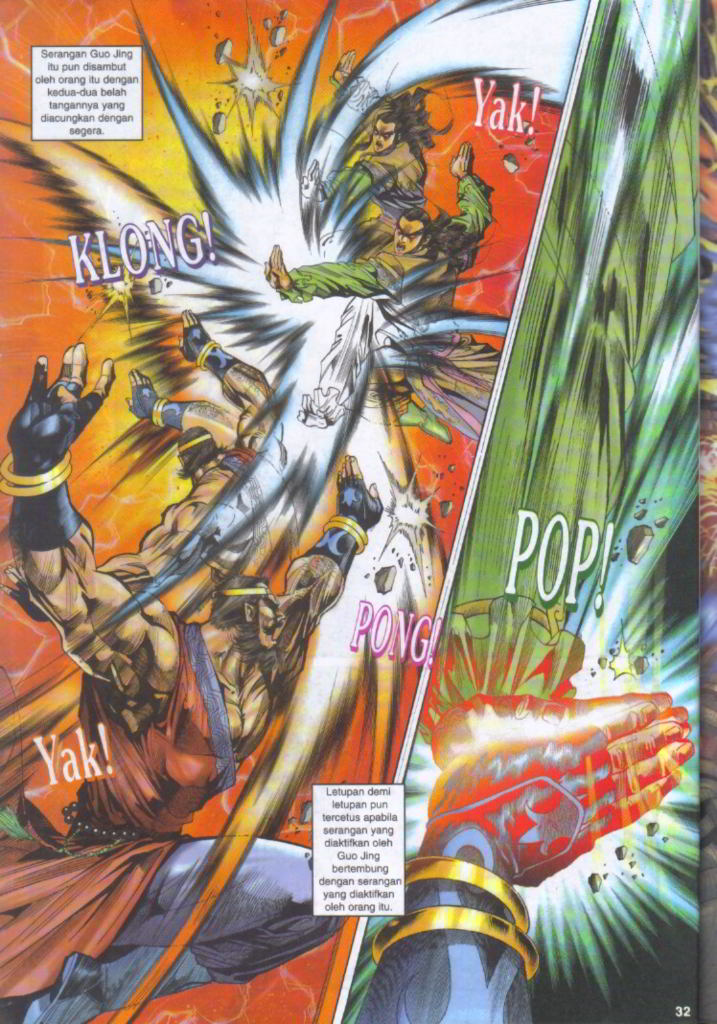 Serangan Guo Jing
itu pun disambut
oleh orang itu dengan
kedua-dua belah
tangannya yang
diacungkan dengan
segera.
Yak!
KLONG!
POP!
PONG!
Yak!
Letupan demi
letupan pun
tercetus apabila
serangan yang
diaktifkan oleh
Guo Jing
bertembung
dengan serangan
yang diaktifkan
oleh orang itu.
32